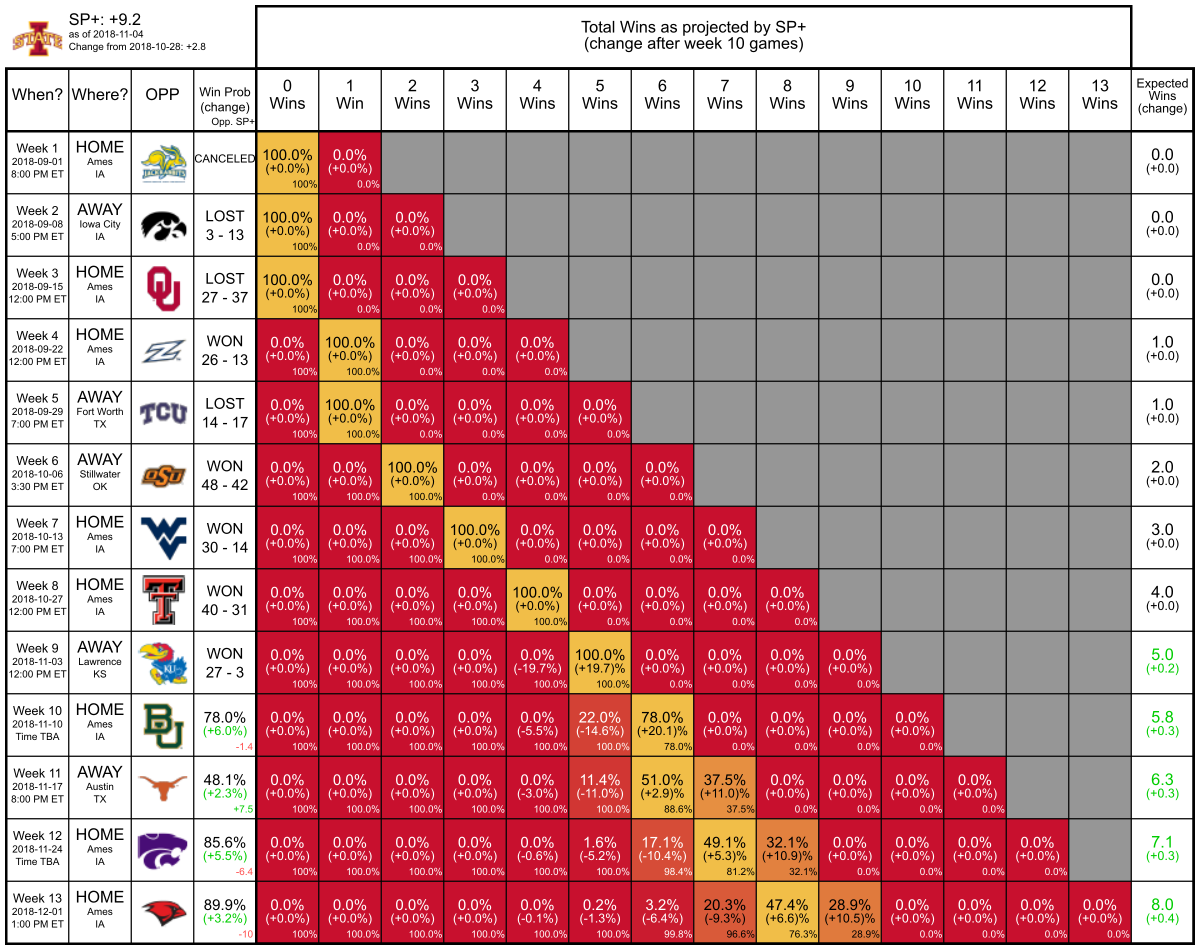 STATE
SP+: +9.2
as of 2018-11-04
Change from 2018-10-28: +2.8
Total Wins as projected by SP+
(change after week 10 games)
When? Where? OPP Win Prob (change) Opp. SP+ 0 Wins 1 Win 2 Wins 3 Wins 4 Wins 5 Wins 6 Wins 7 Wins 8 Wins 9 Wins 10 Wins 11 Wins 12 Wins 13 Wins Expected Wins (change)
Week 1 HOME JACKRABBITS CANCELED 100.0% 0.0% 0.0
2018-09-01 Ames (+0.0%) (+0.0%) (+0.0)
8:00 PM ET IA 100% 0.0%
Week 2 AWAY LOST 100.0% 0.0% 0.0% 0.0
2018-09-08 Iowa City 3 - 13 (+0.0%) (+0.0%) (+0.0%) (+0.0)
5:00 PM ET IA 100% 0.0% 0.0%
Week 3 HOME OU LOST 100.0% 0.0% 0.0% 0.0% 0.0
2018-09-15 Ames 27 - 37 (+0.0%) (+0.0%) (+0.0%) (+0.0%) (+0.0)
12:00 PM ET IA 100% 0.0% 0.0% 0.0%
Week 4 HOME Z WON 0.0% 100.0% 0.0% 0.0% 0.0% 1.0
2018-09-22 Ames 26 - 13 (+0.0%) (+0.0%) (+0.0%) (+0.0%) (+0.0%) (+0.0)
12:00 PM ET IA 100% 100.0% 0.0% 0.0% 0.0%
Week 5 AWAY TCU LOST 0.0% 100.0% 0.0% 0.0% 0.0% 0.0% 1.0
2018-09-29 Fort Worth 14 - 17 (+0.0%) (+0.0%) (+0.0%) (+0.0%) (+0.0%) (+0.0%) (+0.0)
7:00 PM ET TX 100% 100.0% 0.0% 0.0% 0.0% 0.0%
Week 6 AWAY OSU WON 0.0% 0.0% 100.0% 0.0% 0.0% 0.0% 0.0% 2.0
2018-10-06 Stillwater 48 - 42 (+0.0%) (+0.0%) (+0.0%) (+0.0%) (+0.0%) (+0.0%) (+0.0%) (+0.0)
3:30 PM ET OK 100% 100.0% 100.0% 0.0% 0.0% 0.0% 0.0%
Week 7 HOME WV WON 0.0% 0.0% 0.0% 100.0% 0.0% 0.0% 0.0% 0.0% 3.0
2018-10-13 Ames 30 - 14 (+0.0%) (+0.0%) (+0.0%) (+0.0%) (+0.0%) (+0.0%) (+0.0%) (+0.0%) (+0.0)
7:00 PM ET IA 100% 100.0% 100.0% 100.0% 0.0% 0.0% 0.0% 0.0%
Week 8 HOME T WON 0.0% 0.0% 0.0% 0.0% 100.0% 0.0% 0.0% 0.0% 0.0% 4.0
2018-10-27 Ames 40 - 31 (+0.0%) (+0.0%) (+0.0%) (+0.0%) (+0.0%) (+0.0%) (+0.0%) (+0.0%) (+0.0%) (+0.0)
12:00 PM ET IA 100% 100.0% 100.0% 100.0% 100.0% 0.0% 0.0% 0.0% 0.0%
Week 9 AWAY KU WON 0.0% 0.0% 0.0% 0.0% 0.0% 100.0% 0.0% 0.0% 0.0% 0.0% 5.0
2018-11-03 Lawrence 27 - 3 (+0.0%) (+0.0%) (+0.0%) (+0.0%) (-19.7%) (+19.7)% (+0.0%) (+0.0%) (+0.0%) (+0.0%) (+0.2)
12:00 PM ET KS 100% 100.0% 100.0% 100.0% 100.0% 100.0% 0.0% 0.0% 0.0% 0.0%
Week 10 HOME BU 78.0% 0.0% 0.0% 0.0% 0.0% 0.0% 22.0% 78.0% 0.0% 0.0% 0.0% 0.0% 5.8
2018-11-10 Ames (+6.0%) (+0.0%) (+0.0%) (+0.0%) (+0.0%) (-5.5%) (-14.6%) (+20.1)% (+0.0%) (+0.0%) (+0.0%) (+0.0%) (+0.3)
Time TBA IA -1.4 100% 100.0% 100.0% 100.0% 100.0% 100.0% 78.0% 0.0% 0.0% 0.0% 0.0%
Week 11 AWAY 48.1% 0.0% 0.0% 0.0% 0.0% 0.0% 11.4% 51.0% 37.5% 0.0% 0.0% 0.0% 0.0% 6.3
2018-11-17 Austin (+2.3%) (+0.0%) (+0.0%) (+0.0%) (+0.0%) (-3.0%) (-11.0%) (+2.9)% (+11.0)% (+0.0%) (+0.0%) (+0.0%) (+0.0%) (+0.3)
8:00 PM ET TX +7.5 100% 100.0% 100.0% 100.0% 100.0% 100.0% 88.6% 37.5% 0.0% 0.0% 0.0% 0.0%
Week 12 HOME 85.6% 0.0% 0.0% 0.0% 0.0% 0.0% 1.6% 17.1% 49.1% 32.1% 0.0% 0.0% 0.0% 0.0% 7.1
2018-11-24 Ames (+5.5%) (+0.0%) (+0.0%) (+0.0%) (+0.0%) (-0.6%) (-5.2%) (-10.4%) (+5.3)% (+10.9)% (+0.0%) (+0.0%) (+0.0%) (+0.0%) (+0.3)
Time TBA IA -6.4 100% 100.0% 100.0% 100.0% 100.0% 100.0% 98.4% 81.2% 32.1% 0.0% 0.0% 0.0% 0.0%
Week 13 HOME 89.9% 0.0% 0.0% 0.0% 0.0% 0.0% 0.2% 3.2% 20.3% 47.4% 28.9% 0.0% 0.0% 0.0% 0.0% 8.0
2018-12-01 Ames (+3.2%) (+0.0%) (+0.0%) (+0.0%) (+0.0%) (-0.1%) (-1.3%) (-6.4%) (-9.3%) (+6.6)% (+10.5)% (+0.0%) (+0.0%) (+0.0%) (+0.0%) (+0.4)
1:00 PM ET IA -10 100% 100.0% 100.0% 100.0% 100.0% 100.0% 99.8% 96.6% 76.3% 28.9% 0.0% 0.0% 0.0% 0.0%